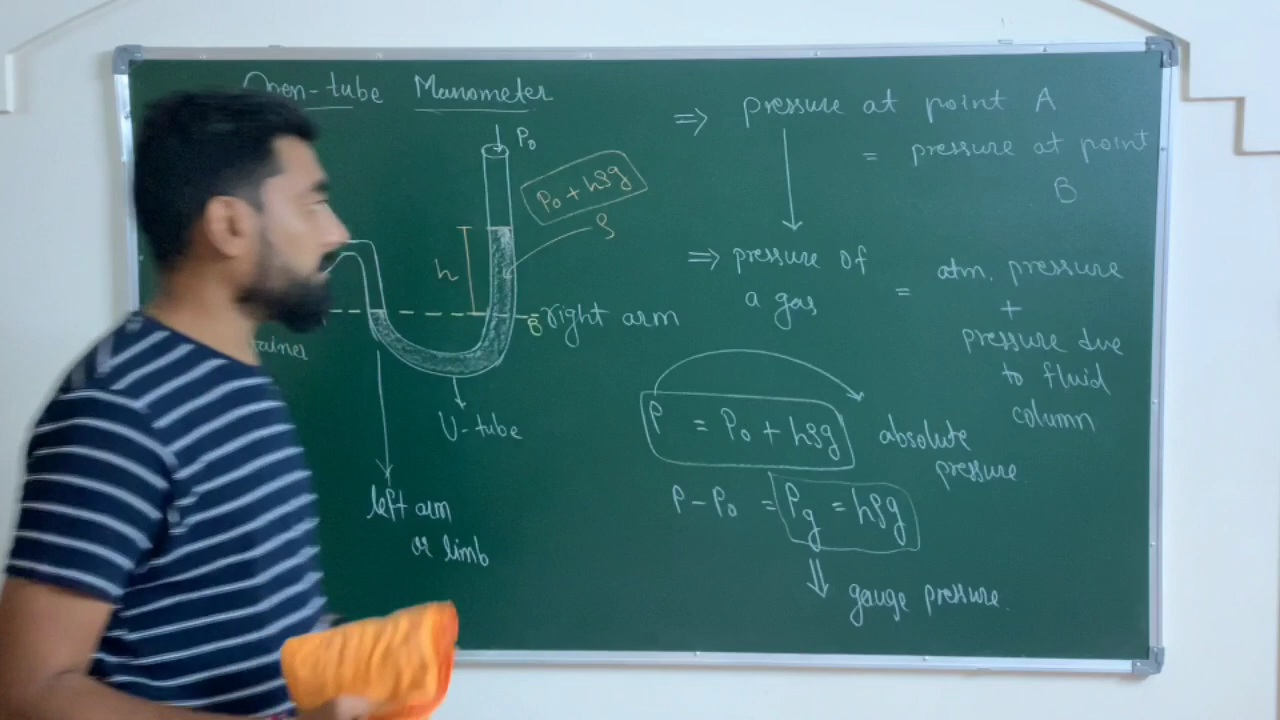 Open-tube Manometer
P₀
P₀ + hρg
ρ
h
B
right arm
U-tube
left arm
or limb
⇒ pressure at point A
= pressure at point
B
⇒ pressure of
a gas
=
atm. pressure
+
pressure due
to fluid
column
P = P₀ + hρg
absolute
pressure
P - P₀ = Pg = hρg
⇓ gauge pressure.